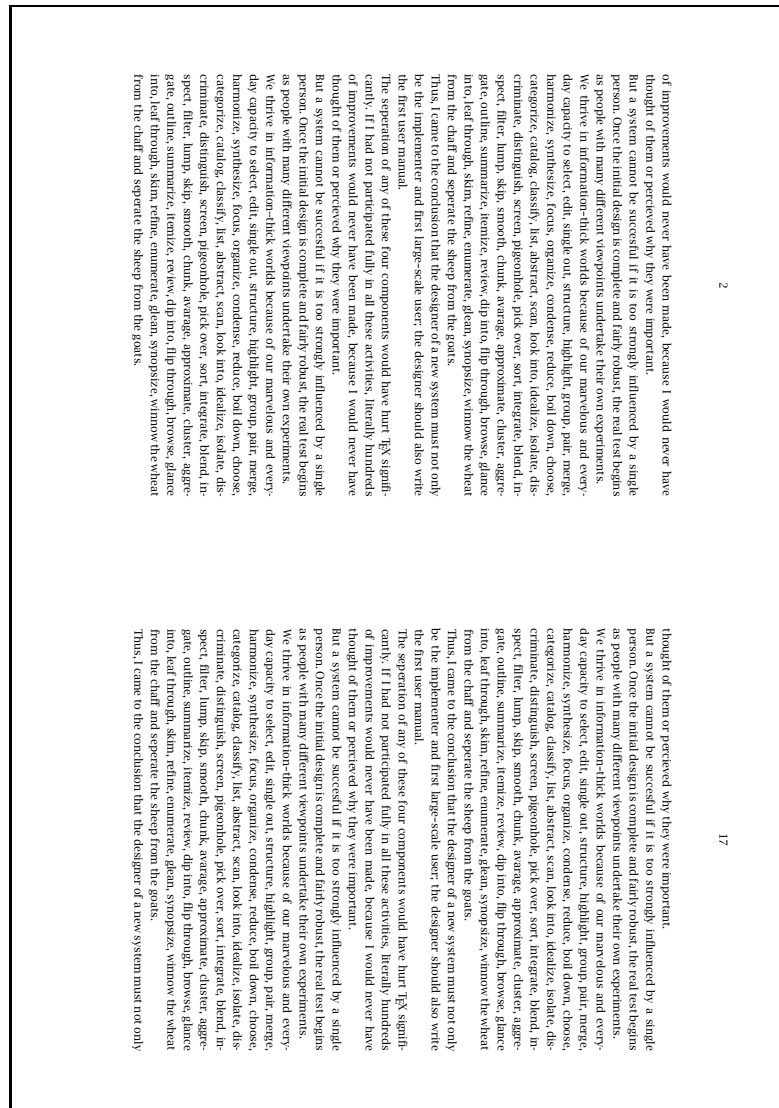 2
of improvements would never have been made, because I would never have
thought of them or percieved why they were important.
But a system cannot be succesful if it is too strongly influenced by a single
person. Once the initial design is complete and fairly robust, the real test begins
as people with many different viewpoints undertake their own experiments.
We thrive in information-thick worlds because of our marvelous and every-
day capacity to select, edit, single out, structure, highlight, group, pair, merge,
harmonize, synthesize, focus, organize, condense, reduce, boil down, choose,
categorize, catalog, classify, list, abstract, scan, look into, idealize, isolate, dis-
criminate, distinguish, screen, pigeonhole, pick over, sort, integrate, blend, in-
spect, filter, lump, skip, smooth, chunk, avarage, approximate, cluster, aggre-
gate, outline, summarize, itemize, review, dip into, flip through, browse, glance
into, leaf through, skim, refine, enumerate, glean, synopsize, winnow the wheat
from the chaff and seperate the sheep from the goats.
Thus, I came to the conclusion that the designer of a new system must not only
be the implementer and first large-scale user; the designer should also write
the first user manual.
The seperation of any of these four components would have hurt TEX signifi-
cantly. If I had not participated fully in all these activities, literally hundreds
of improvements would never have been made, because I would never have
thought of them or percieved why they were important.
But a system cannot be succesful if it is too strongly influenced by a single
person. Once the initial design is complete and fairly robust, the real test begins
as people with many different viewpoints undertake their own experiments.
We thrive in information-thick worlds because of our marvelous and every-
day capacity to select, edit, single out, structure, highlight, group, pair, merge,
harmonize, synthesize, focus, organize, condense, reduce, boil down, choose,
categorize, catalog, classify, list, abstract, scan, look into, idealize, isolate, dis-
criminate, distinguish, screen, pigeonhole, pick over, sort, integrate, blend, in-
spect, filter, lump, skip, smooth, chunk, avarage, approximate, cluster, aggre-
gate, outline, summarize, itemize, review, dip into, flip through, browse, glance
into, leaf through, skim, refine, enumerate, glean, synopsize, winnow the wheat
from the chaff and seperate the sheep from the goats.
17
thought of them or percieved why they were important.
But a system cannot be succesful if it is too strongly influenced by a single
person. Once the initial design is complete and fairly robust, the real test begins
as people with many different viewpoints undertake their own experiments.
We thrive in information-thick worlds because of our marvelous and every-
day capacity to select, edit, single out, structure, highlight, group, pair, merge,
harmonize, synthesize, focus, organize, condense, reduce, boil down, choose,
categorize, catalog, classify, list, abstract, scan, look into, idealize, isolate, dis-
criminate, distinguish, screen, pigeonhole, pick over, sort, integrate, blend, in-
spect, filter, lump, skip, smooth, chunk, avarage, approximate, cluster, aggre-
gate, outline, summarize, itemize, review, dip into, flip through, browse, glance
into, leaf through, skim, refine, enumerate, glean, synopsize, winnow the wheat
from the chaff and seperate the sheep from the goats.
Thus, I came to the conclusion that the designer of a new system must not only
be the implementer and first large-scale user; the designer should also write
the first user manual.
The seperation of any of these four components would have hurt TEX signifi-
cantly. If I had not participated fully in all these activities, literally hundreds
of improvements would never have been made, because I would never have
thought of them or percieved why they were important.
But a system cannot be succesful if it is too strongly influenced by a single
person. Once the initial design is complete and fairly robust, the real test begins
as people with many different viewpoints undertake their own experiments.
We thrive in information-thick worlds because of our marvelous and every-
day capacity to select, edit, single out, structure, highlight, group, pair, merge,
harmonize, synthesize, focus, organize, condense, reduce, boil down, choose,
categorize, catalog, classify, list, abstract, scan, look into, idealize, isolate, dis-
criminate, distinguish, screen, pigeonhole, pick over, sort, integrate, blend, in-
spect, filter, lump, skip, smooth, chunk, avarage, approximate, cluster, aggre-
gate, outline, summarize, itemize, review, dip into, flip through, browse, glance
into, leaf through, skim, refine, enumerate, glean, synopsize, winnow the wheat
from the chaff and seperate the sheep from the goats.
Thus, I came to the conclusion that the designer of a new system must not only